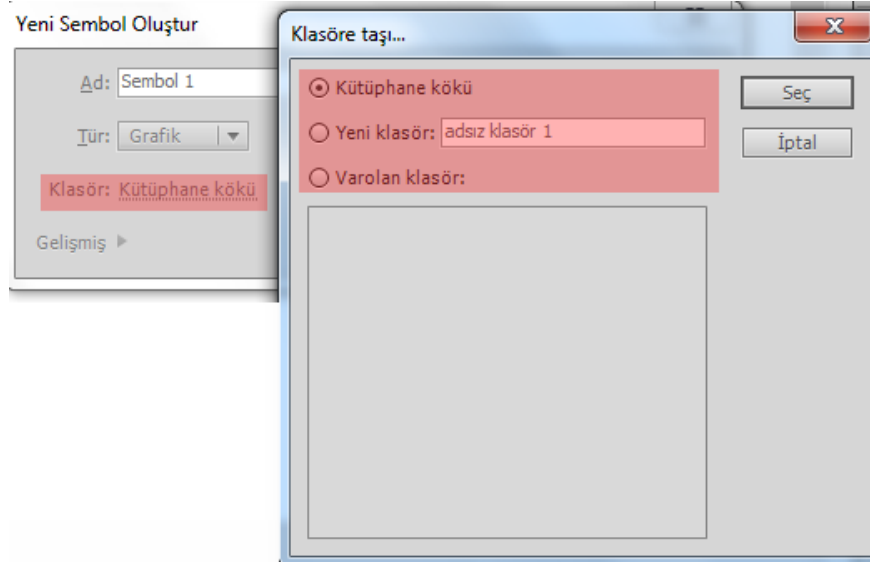 Yeni Sembol Oluştur
Ad: Sembol 1
Tür: Grafik
Klasör: Kütüphane kökü
Gelişmiş
Klasöre taşı...
Kütüphane kökü
Yeni klasör: adsız klasör 1
Varolan klasör:
Seç
İptal